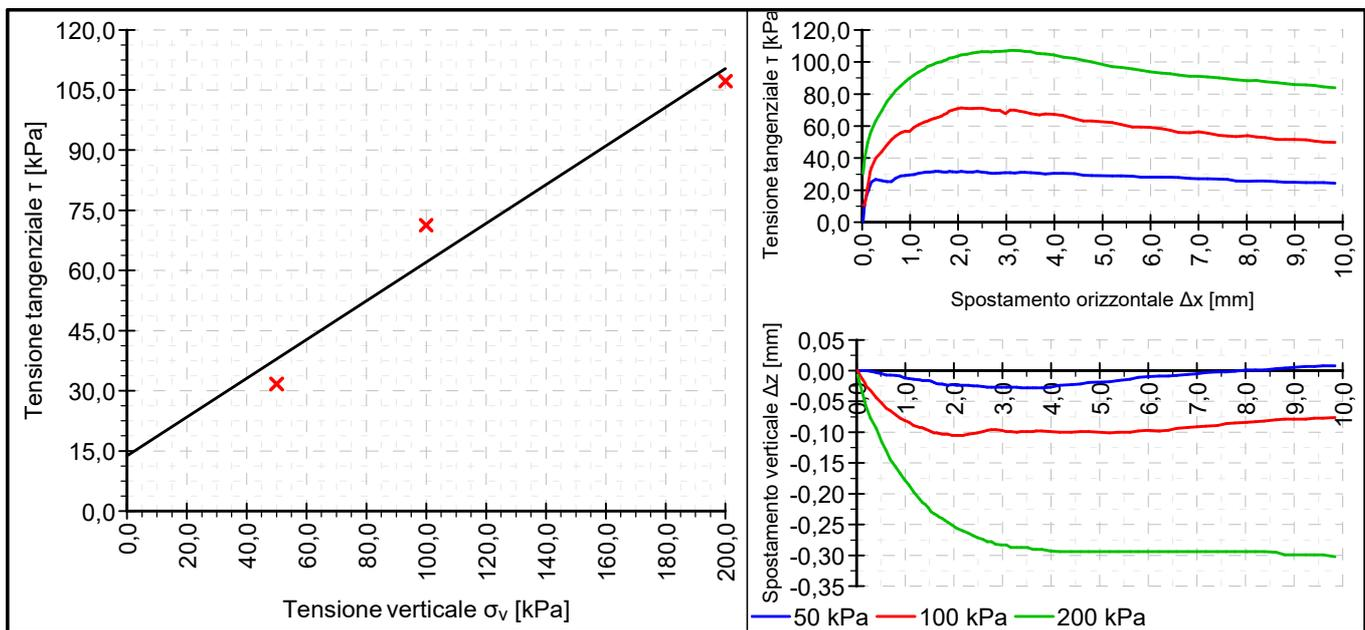 Tensione tangenziale τ [kPa]
120,0
105,0
90,0
75,0
60,0
45,0
30,0
15,0
0,0
0,0 20,0 40,0 60,0 80,0 100,0 120,0 140,0 160,0 180,0 200,0
Tensione verticale σv [kPa]
Tensione tangenziale τ [kPa
120,0
100,0
80,0
60,0
40,0
20,0
0,0
0,0 1,0 2,0 3,0 4,0 5,0 6,0 7,0 8,0 9,0 10,0
Spostamento orizzontale Δx [mm]
Spostamento verticale Δz [mm]
0,05
0,00
-0,05
-0,10
-0,15
-0,20
-0,25
-0,30
-0,35
0,0 1,0 2,0 3,0 4,0 5,0 6,0 7,0 8,0 9,0 10,0
50 kPa 100 kPa 200 kPa